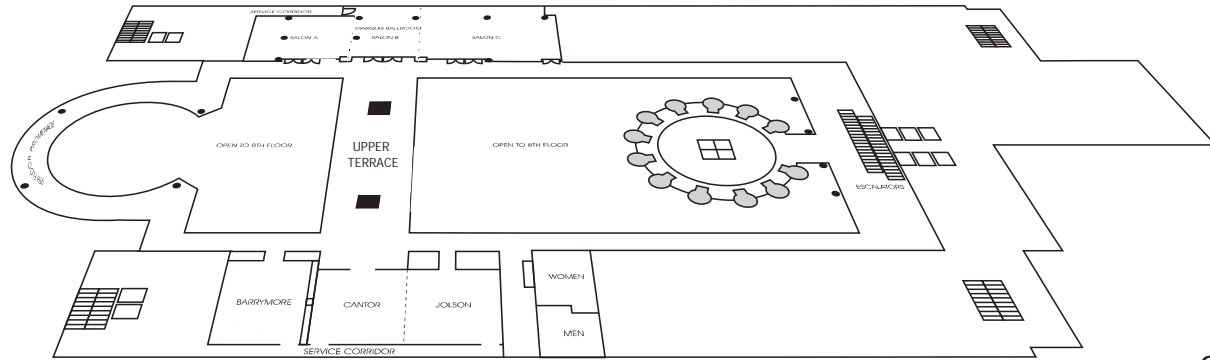 SERVICE CORRIDOR
MARQUIS BALLROOM
SALON A
SALON B
SALON C
PROMENADE
OPEN TO 8TH FLOOR
UPPER
TERRACE
OPEN TO 8TH FLOOR
ESCALATORS
BARRYMORE
CANTOR
JOLSON
WOMEN
MEN
SERVICE CORRIDOR